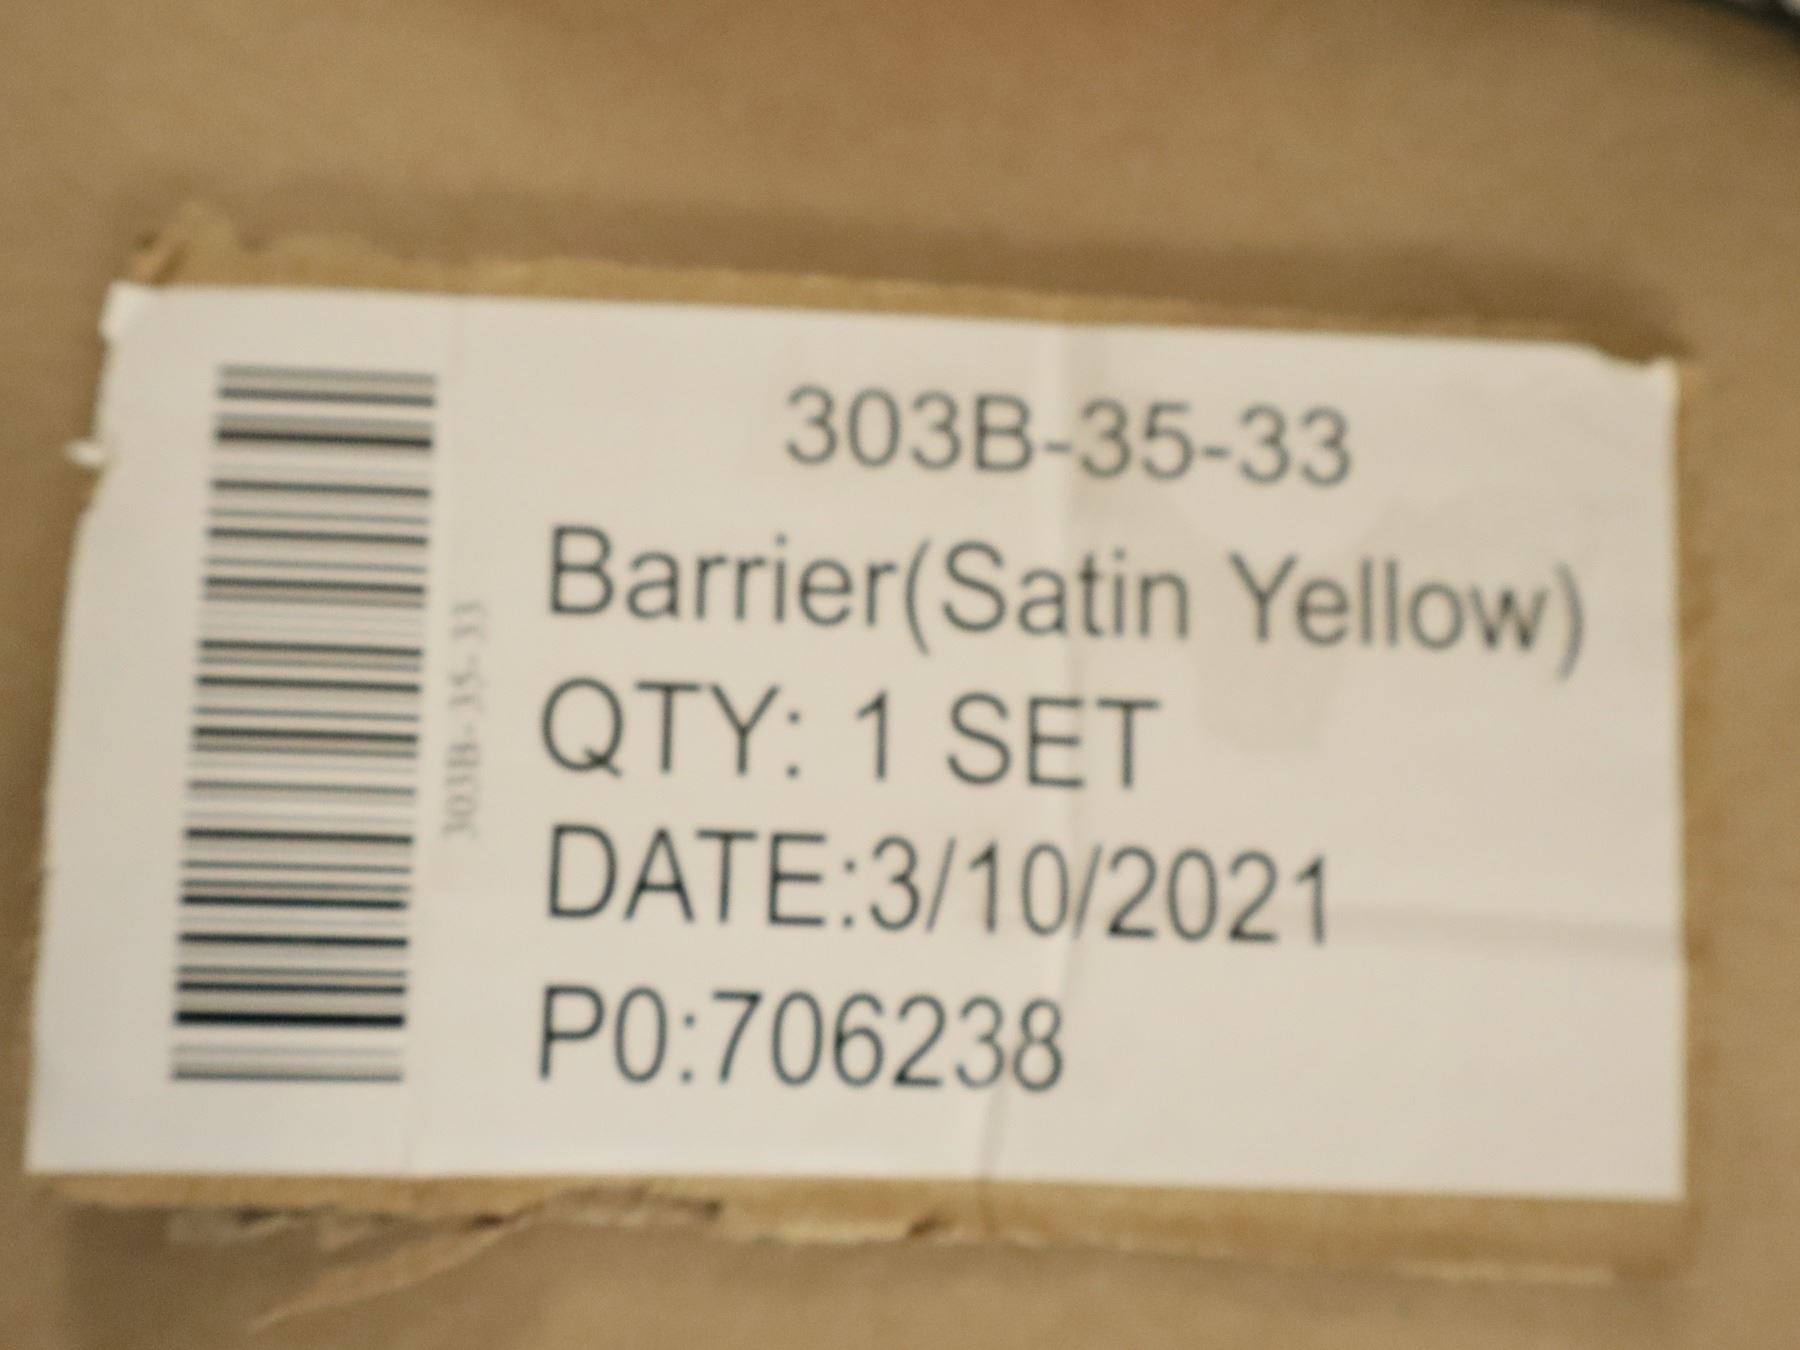 303B-35-33
303B-35-33
Barrier(Satin Yellow)
QTY: 1 SET
DATE:3/10/2021
P0:706238